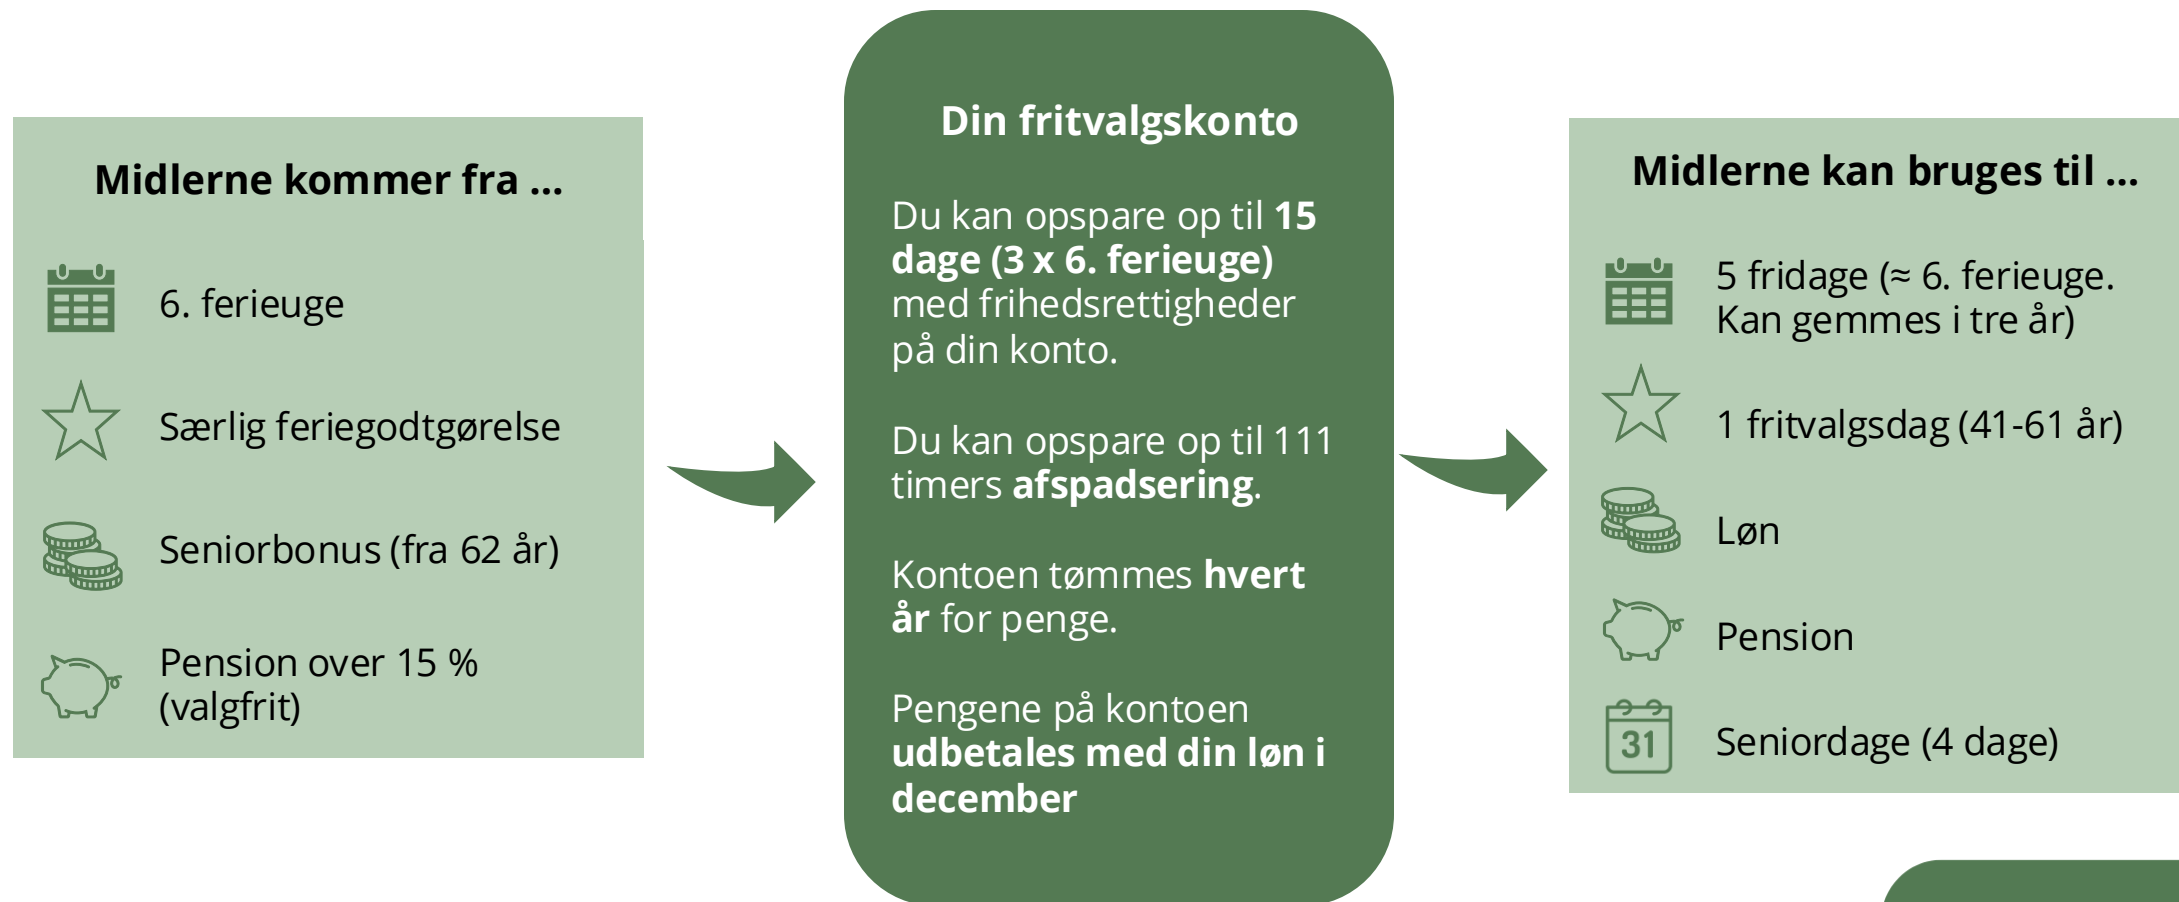 Midlerne kommer fra ...
6. ferieuge
Særlig feriegodtgørelse
Seniorbonus (fra 62 år)
Pension over 15 %
(valgfrit)
Din fritvalgskonto
Du kan opspare op til 15
dage (3 x 6. ferieuge)
med frihedsrettigheder
på din konto.
Du kan opspare op til 111
timers afspadsering.
Kontoen tømmes hvert
år for penge.
Pengene på kontoen
udbetales med din løn i
december
Midlerne kan bruges til ...
5 fridage (≈ 6. ferieuge.
Kan gemmes i tre år)
1 fritvalgsdag (41-61 år)
Løn
Pension
31
Seniordage (4 dage)